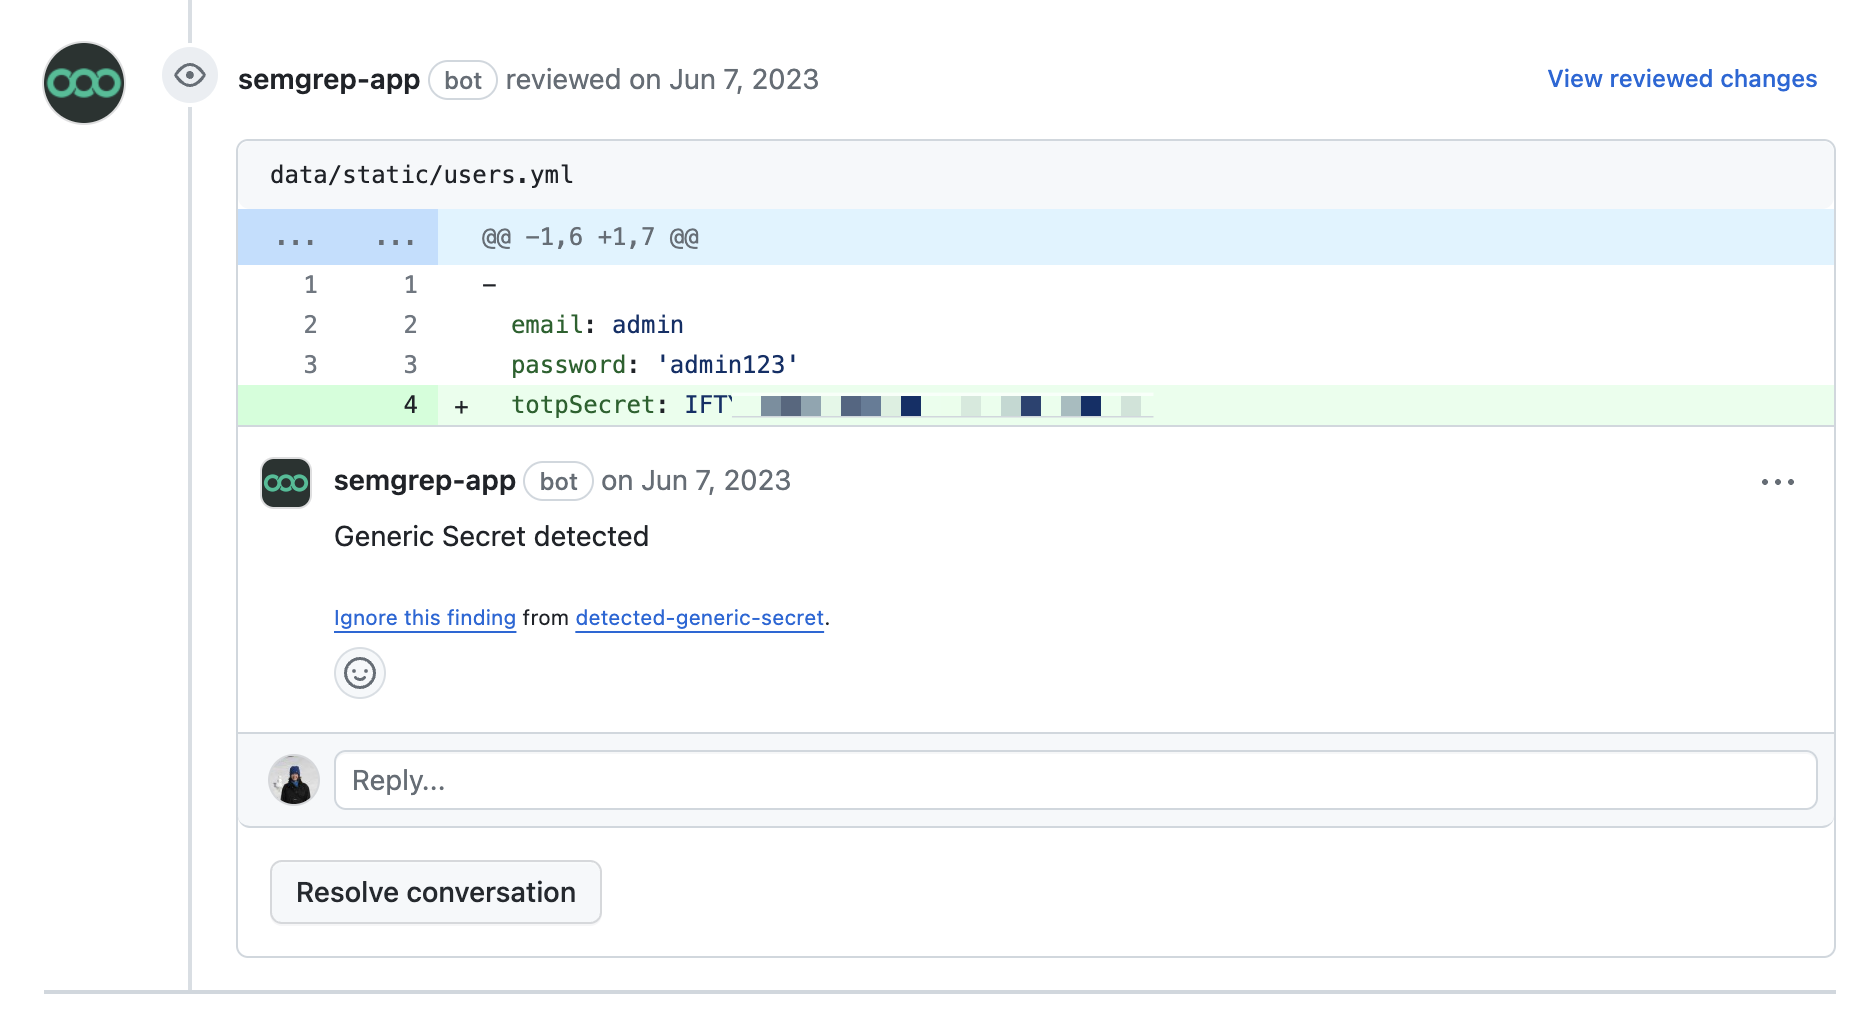 semgrep-app bot reviewed on Jun 7, 2023 View reviewed changes
data/static/users.yml
... ... @@ -1,6 +1,7 @@
1 1 -
2 2 email: admin
3 3 password: 'admin123'
4 + totpSecret: IFT
semgrep-app bot on Jun 7, 2023 ...
Generic Secret detected
Ignore this finding from detected-generic-secret.
Reply...
Resolve conversation